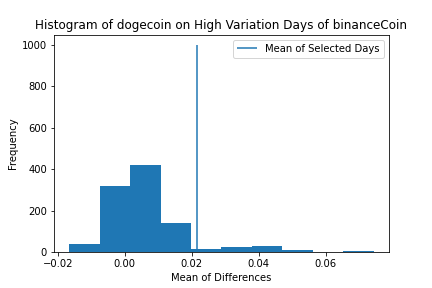 Histogram of dogecoin on High Variation Days of binanceCoin
Mean of Selected Days
Frequency
1000
800
600
400
200
0
−0.02 0.00 0.02 0.04 0.06
Mean of Differences